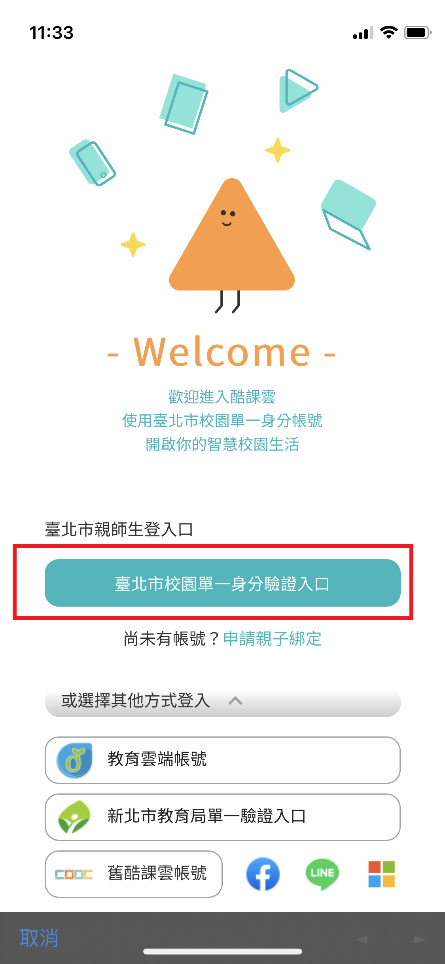 11:33
- Welcome -
歡迎進入酷課雲
使用臺北市校園單一身分帳號
開啟你的智慧校園生活
臺北市親師生登入口
臺北市校園單一身分驗證入口
尚未有帳號？申請親子綁定
或選擇其他方式登入
教育雲端帳號
新北市教育局單一驗證入口
COOC 舊酷課雲帳號 LINE
取消